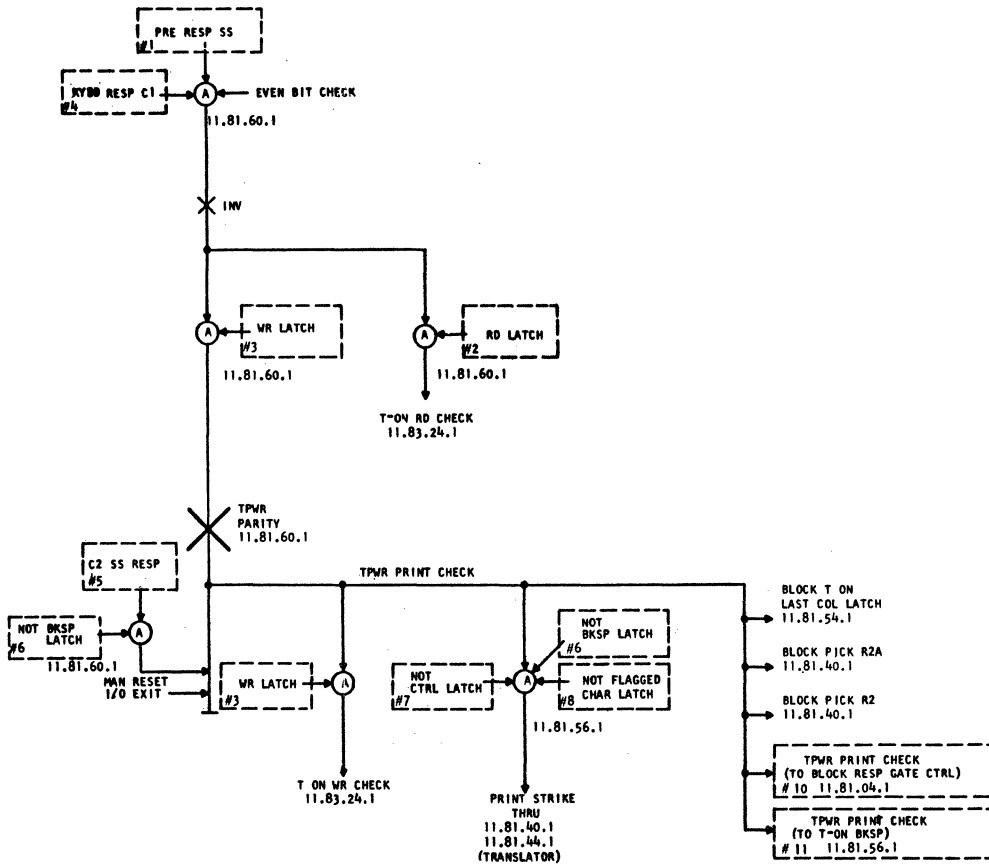 PRE RESP SS
#1
KYBD RESP C1
#4
A
EVEN BIT CHECK
11.81.60.1
INV
A
WR LATCH
#3
11.81.60.1
A
RD LATCH
#2
11.81.60.1
T-ON RD CHECK
11.83.24.1
TPWR
PARITY
11.81.60.1
C2 SS RESP
#5
TPWR PRINT CHECK
NOT BKSP
LATCH
#6
A
11.81.60.1
MAN RESET
I/O EXIT
WR LATCH
#3
A
T ON WR CHECK
11.83.24.1
NOT
BKSP LATCH
#6
NOT
CTRL LATCH
#7
A
NOT FLAGGED
CHAR LATCH
#8
11.81.56.1
PRINT STRIKE
THRU
11.81.40.1
11.81.44.1
(TRANSLATOR)
BLOCK T ON
LAST COL LATCH
11.81.54.1
BLOCK PICK R2A
11.81.40.1
BLOCK PICK R2
11.81.40.1
TPWR PRINT CHECK
(TO BLOCK RESP GATE CTRL)
# 10 11.81.04.1
TPWR PRINT CHECK
(TO T-ON BKSP)
# 11 11.81.56.1